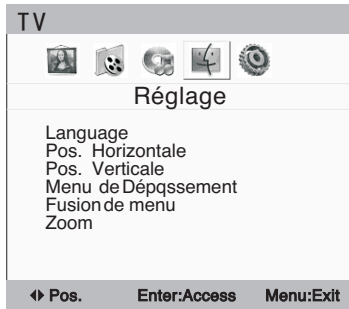 TV
Réglage
Language
Pos. Horizontale
Pos. Verticale
Menu de Dépqssement
Fusion de menu
Zoom
Pos. Enter:Access Menu:Exit